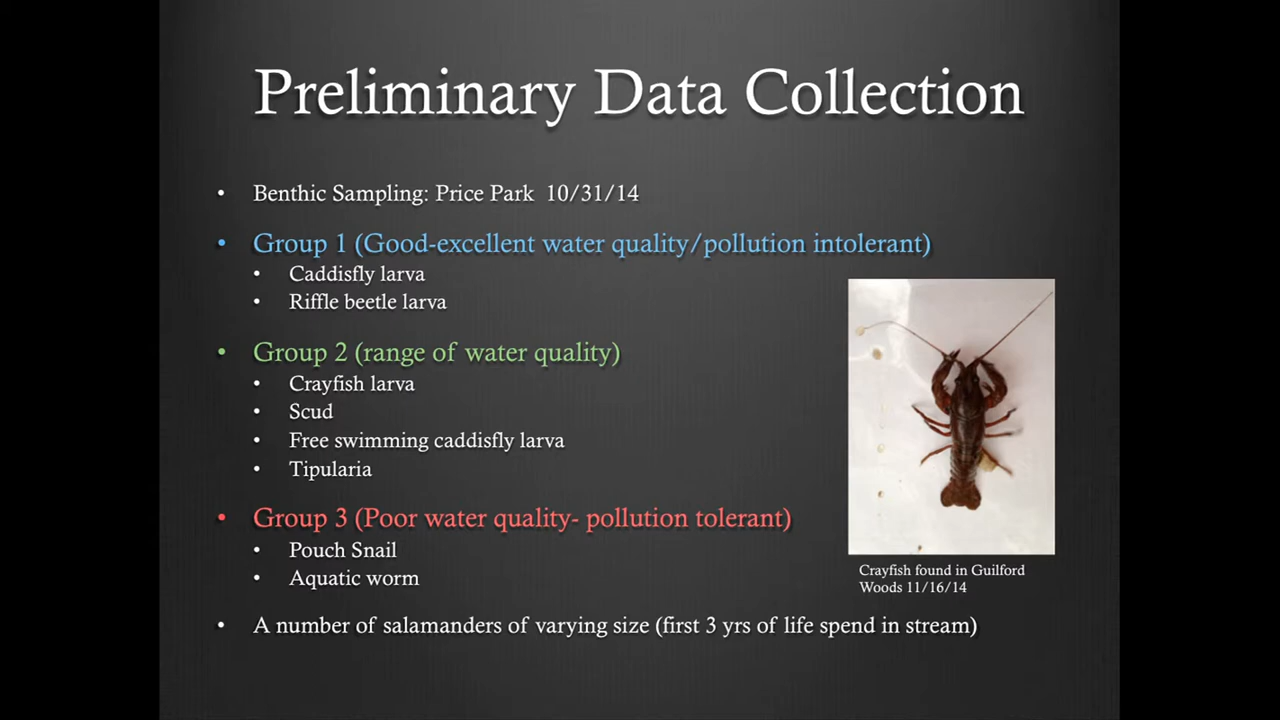 Preliminary Data Collection
• Benthic Sampling: Price Park 10/31/14
• Group 1 (Good-excellent water quality/pollution intolerant)
• Caddisfly larva
• Riffle beetle larva
• Group 2 (range of water quality)
• Crayfish larva
• Scud
• Free swimming caddisfly larva
• Tipularia
• Group 3 (Poor water quality- pollution tolerant)
• Pouch Snail
• Aquatic worm
Crayfish found in Guilford
Woods 11/16/14
• A number of salamanders of varying size (first 3 yrs of life spend in stream)